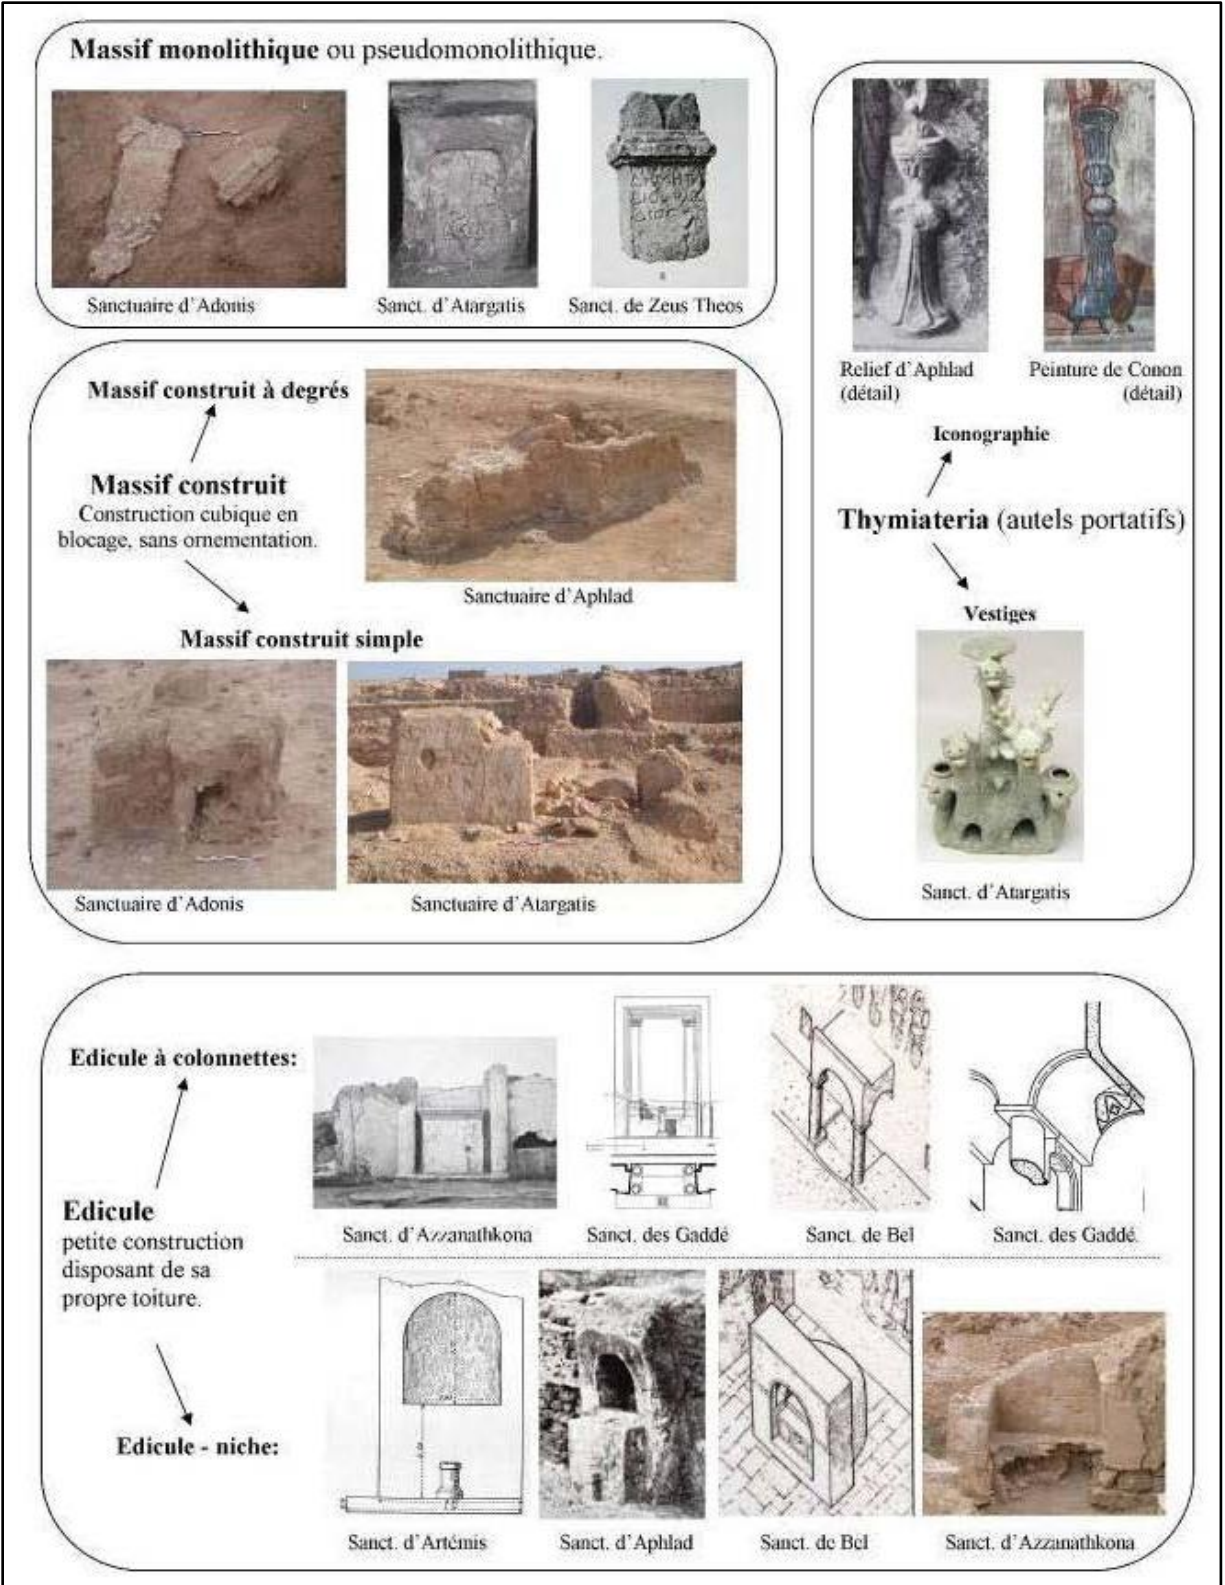 Massif monolithique ou pseudomonolithique.
Sanctuaire d'Adonis
Sanct. d'Atargatis
Sanct. de Zeus Theos
Massif construit à degrés
Massif construit
Construction cubique en
blocage, sans ornementation.
Sanctuaire d'Aphlad
Massif construit simple
Sanctuaire d'Adonis
Sanctuaire d'Atargatis
Relief d'Aphlad
(détail)
Peinture de Conon
(détail)
Iconographie
Thymiateria (autels portatifs)
Vestiges
Sanct. d'Atargatis
Edicule à colonnettes:
Sanct. d'Azzanathkona
Sanct. des Gaddé
Sanct. de Bel
Sanct. des Gaddé.
Edicule
petite construction
disposant de sa
propre toiture.
Edicule - niche:
Sanct. d'Artémis
Sanct. d'Aphlad
Sanct. de Bel
Sanct. d'Azzanathkona